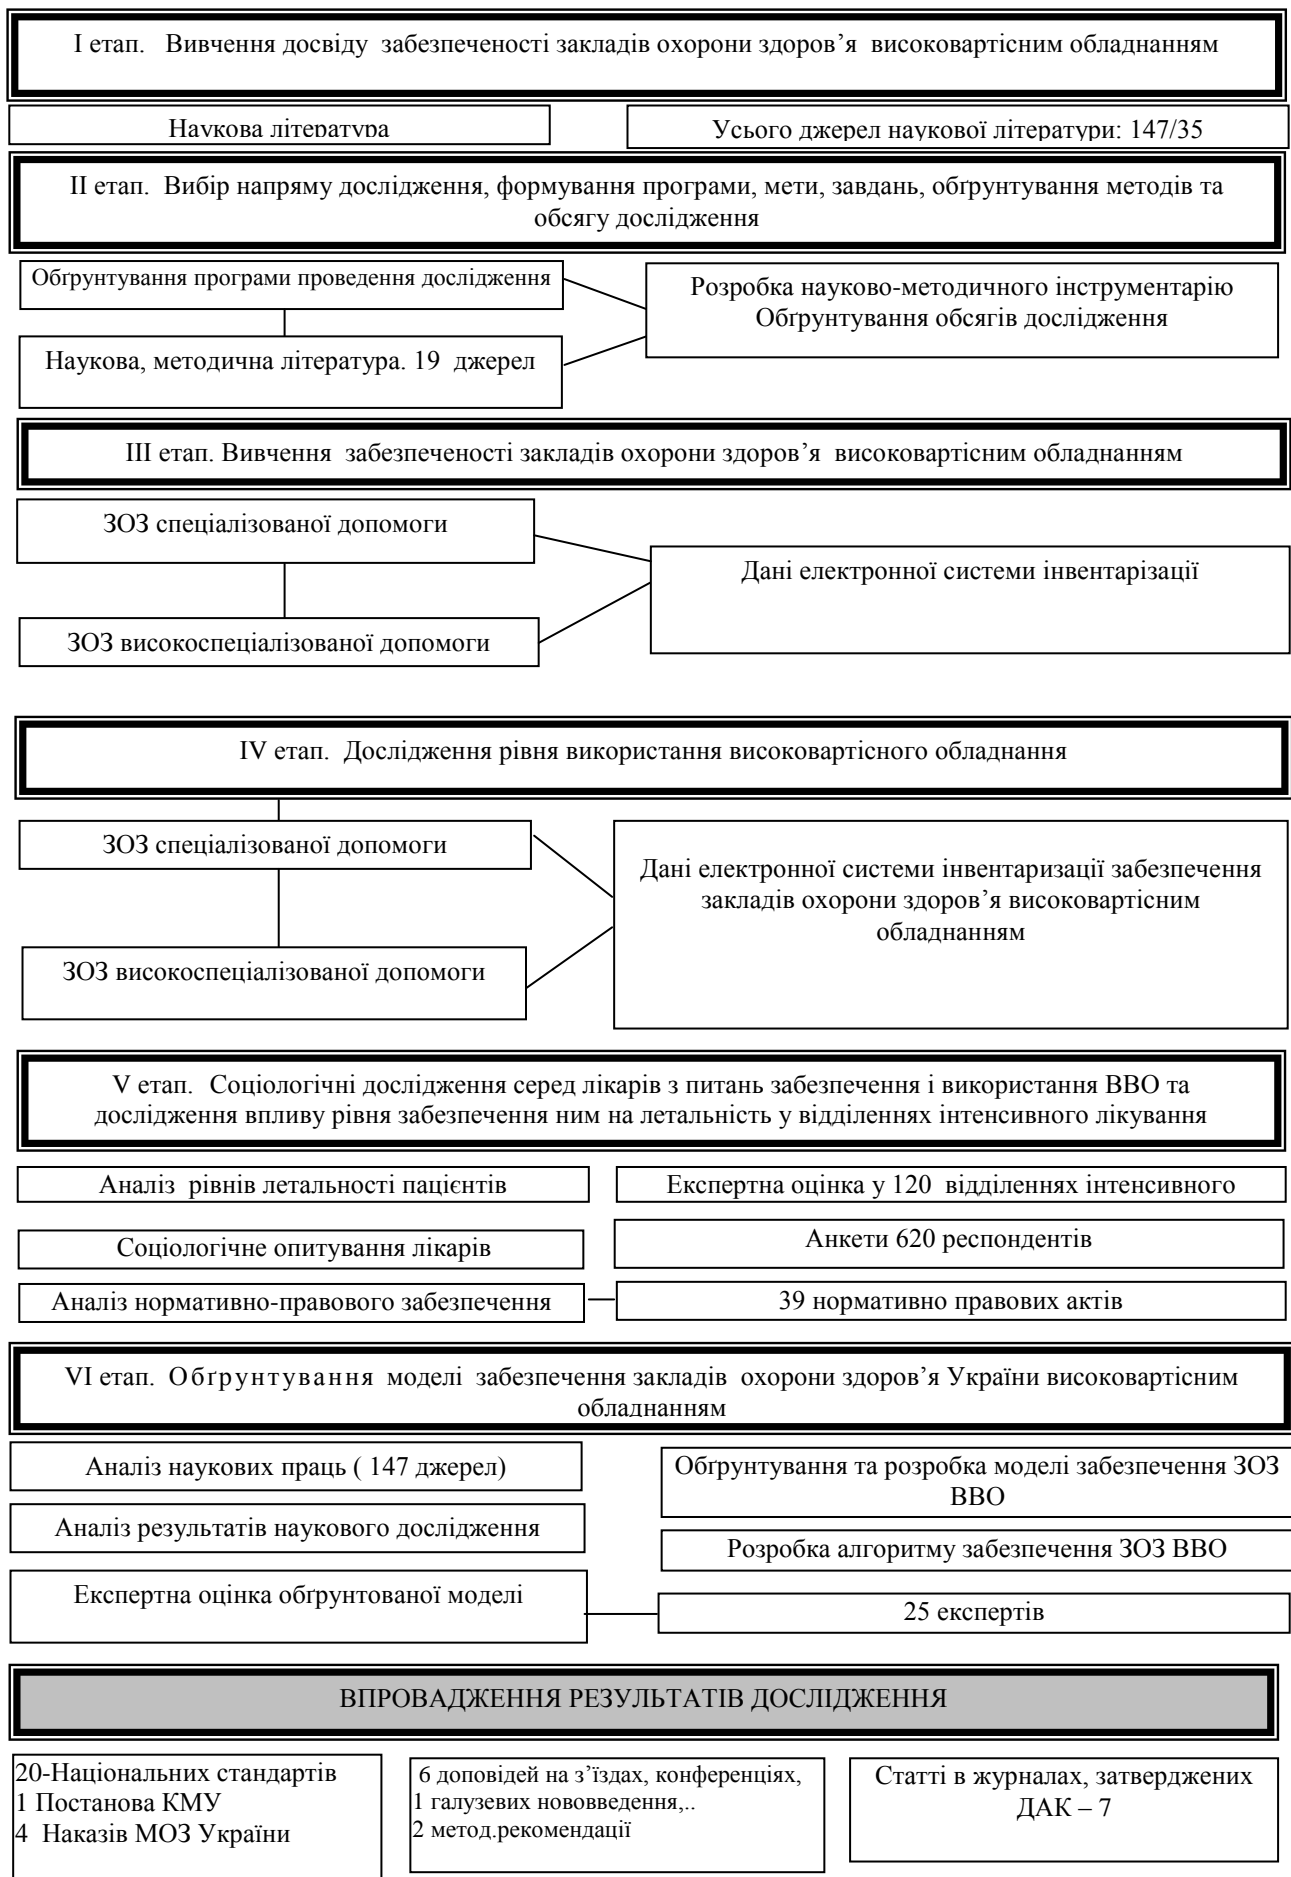 І етап. Вивчення досвіду забезпеченості закладів охорони здоров’я високовартісним обладнанням
Наукова література
Усього джерел наукової літератури: 147/35
ІІ етап. Вибір напряму дослідження, формування програми, мети, завдань, обґрунтування методів та
обсягу дослідження
Обґрунтування програми проведення дослідження
Розробка науково-методичного інструментарію
Обґрунтування обсягів дослідження
Наукова, методична література. 19 джерел
ІІІ етап. Вивчення забезпеченості закладів охорони здоров’я високовартісним обладнанням
ЗОЗ спеціалізованої допомоги
Дані електронної системи інвентарізації
ЗОЗ високоспеціалізованої допомоги
IV етап. Дослідження рівня використання високовартісного обладнання
ЗОЗ спеціалізованої допомоги
Дані електронної системи інвентаризації забезпечення
закладів охорони здоров’я високовартісним
обладнанням
ЗОЗ високоспеціалізованої допомоги
V етап. Соціологічні дослідження серед лікарів з питань забезпечення і використання ВВО та
дослідження впливу рівня забезпечення ним на летальність у відділеннях інтенсивного лікування
Аналіз рівнів летальності пацієнтів
Експертна оцінка у 120 відділеннях інтенсивного
Соціологічне опитування лікарів
Анкети 620 респондентів
Аналіз нормативно-правового забезпечення
39 нормативно правових актів
VI етап. Обґрунтування моделі забезпечення закладів охорони здоров’я України високовартісним
обладнанням
Аналіз наукових праць ( 147 джерел)
Обґрунтування та розробка моделі забезпечення ЗОЗ
ВВО
Аналіз результатів наукового дослідження
Розробка алгоритму забезпечення ЗОЗ ВВО
Експертна оцінка обґрунтованої моделі
25 експертів
ВПРОВАДЖЕННЯ РЕЗУЛЬТАТІВ ДОСЛІДЖЕННЯ
20-Національних стандартів
1 Постанова КМУ
4 Наказів МОЗ України
6 доповідей на з’їздах, конференціях,
1 галузевих нововведення,..
2 метод.рекомендації
Статті в журналах, затверджених
ДАК – 7